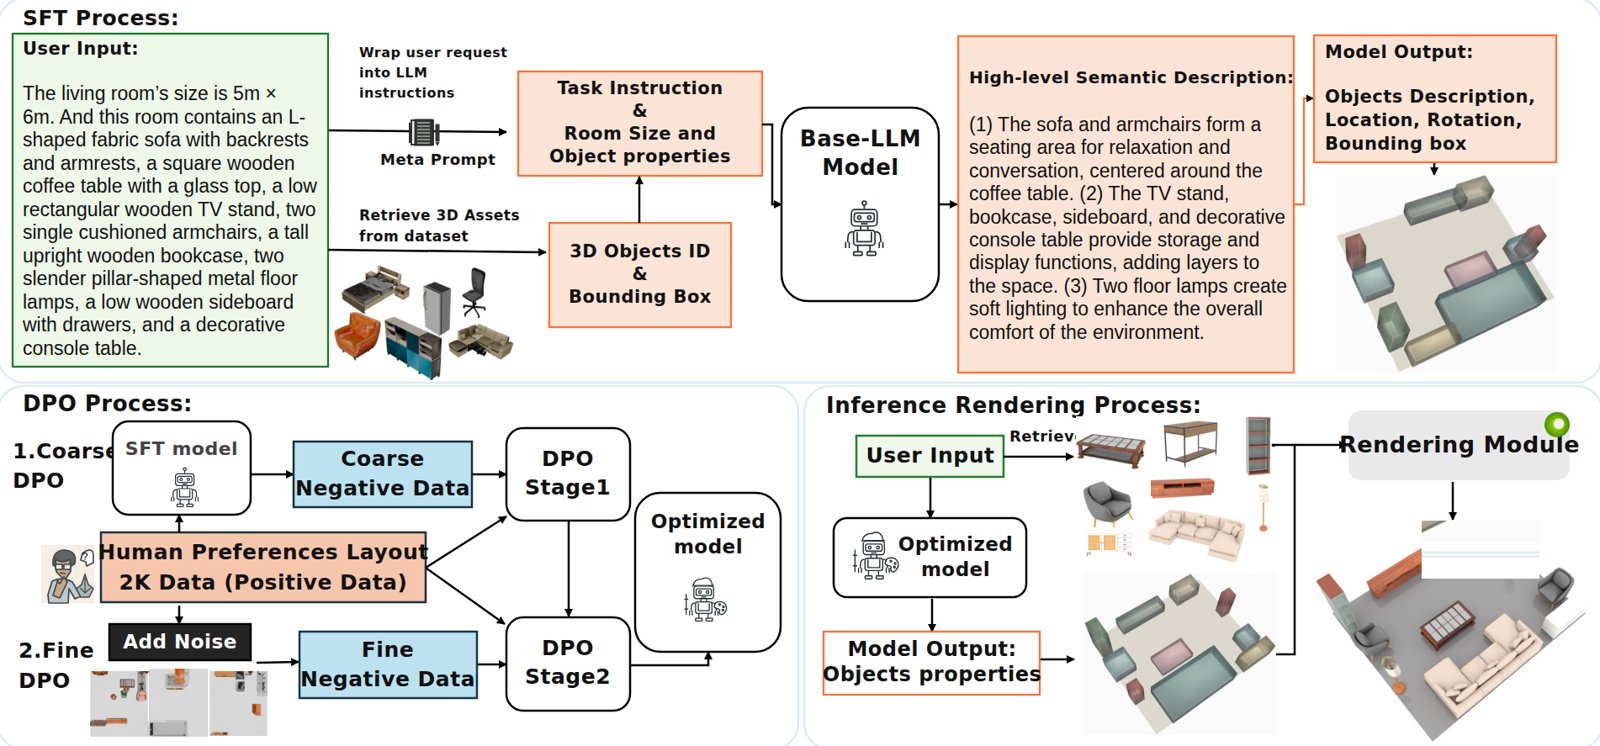 SFT Process:
User Input:
The living room’s size is 5m ×
6m. And this room contains an L-
shaped fabric sofa with backrests
and armrests, a square wooden
coffee table with a glass top, a low
rectangular wooden TV stand, two
single cushioned armchairs, a tall
upright wooden bookcase, two
slender pillar-shaped metal floor
lamps, a low wooden sideboard
with drawers, and a decorative
console table.
Wrap user request
into LLM
instructions
Meta Prompt
Retrieve 3D Assets
from dataset
Task Instruction
&
Room Size and
Object properties
3D Objects ID
&
Bounding Box
Base-LLM
Model
High-level Semantic Description:
(1) The sofa and armchairs form a
seating area for relaxation and
conversation, centered around the
coffee table. (2) The TV stand,
bookcase, sideboard, and decorative
console table provide storage and
display functions, adding layers to
the space. (3) Two floor lamps create
soft lighting to enhance the overall
comfort of the environment.
Model Output:
Objects Description,
Location, Rotation,
Bounding box
DPO Process:
1.Coarse
DPO
SFT model
Coarse
Negative Data
DPO
Stage1
Human Preferences Layout
2K Data (Positive Data)
Optimized
model
2.Fine
DPO
Add Noise
Fine
Negative Data
DPO
Stage2
Inference Rendering Process:
User Input
Retrieve
Optimized
model
Model Output:
Objects properties
Rendering Module